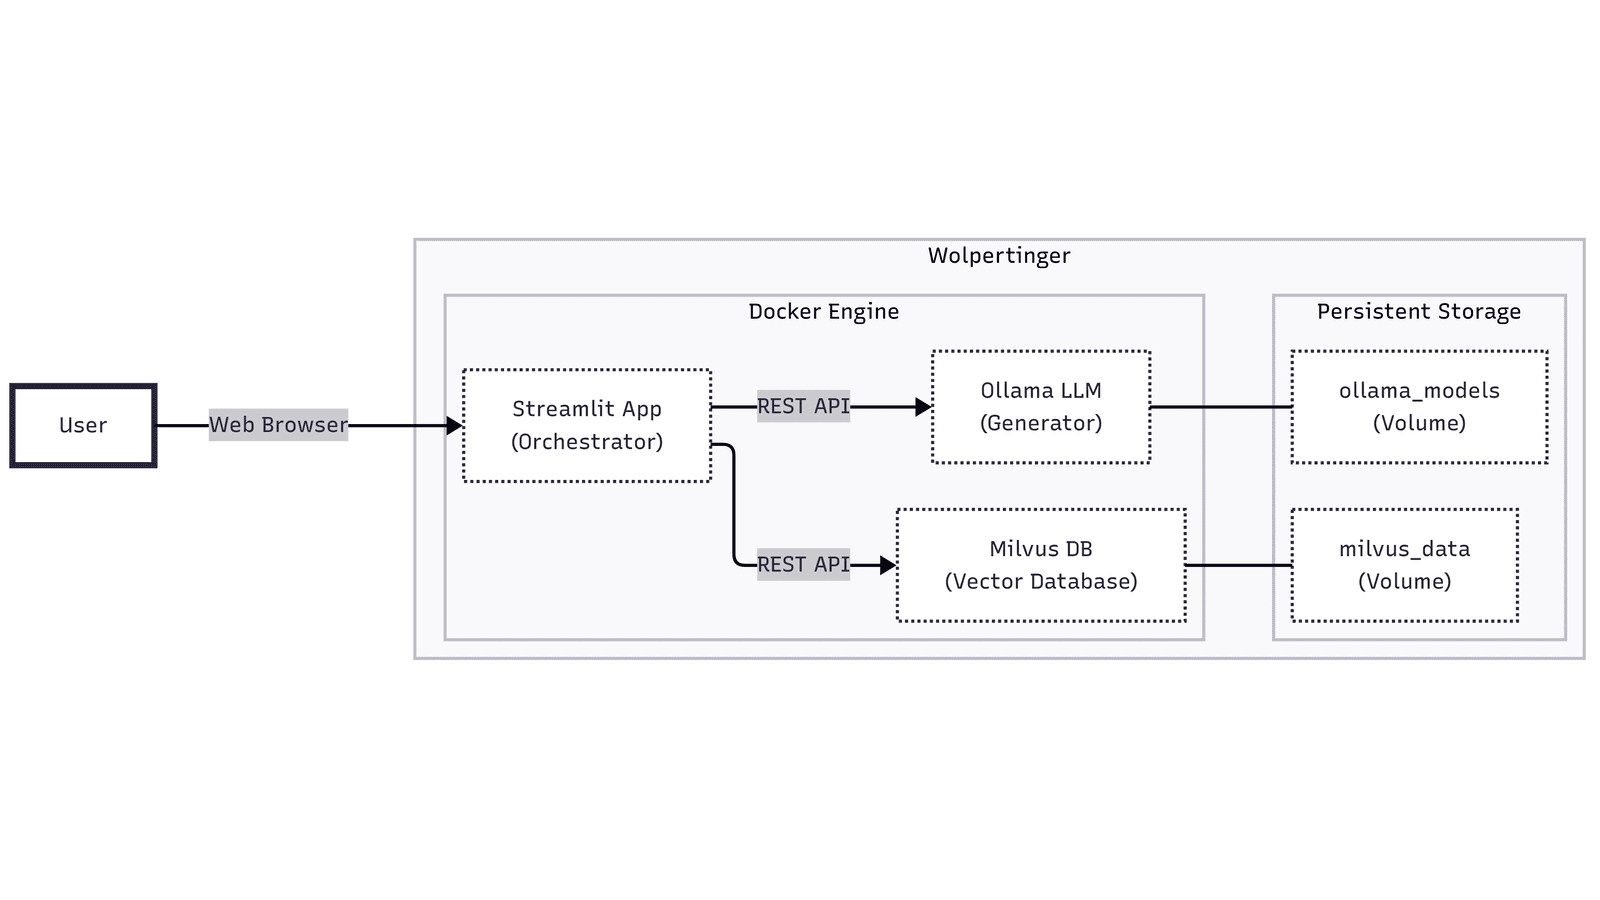 Wolpertinger
Docker Engine
Persistent Storage
User
Web Browser
Streamlit App
(Orchestrator)
REST API
Ollama LLM
(Generator)
ollama_models
(Volume)
REST API
Milvus DB
(Vector Database)
milvus_data
(Volume)